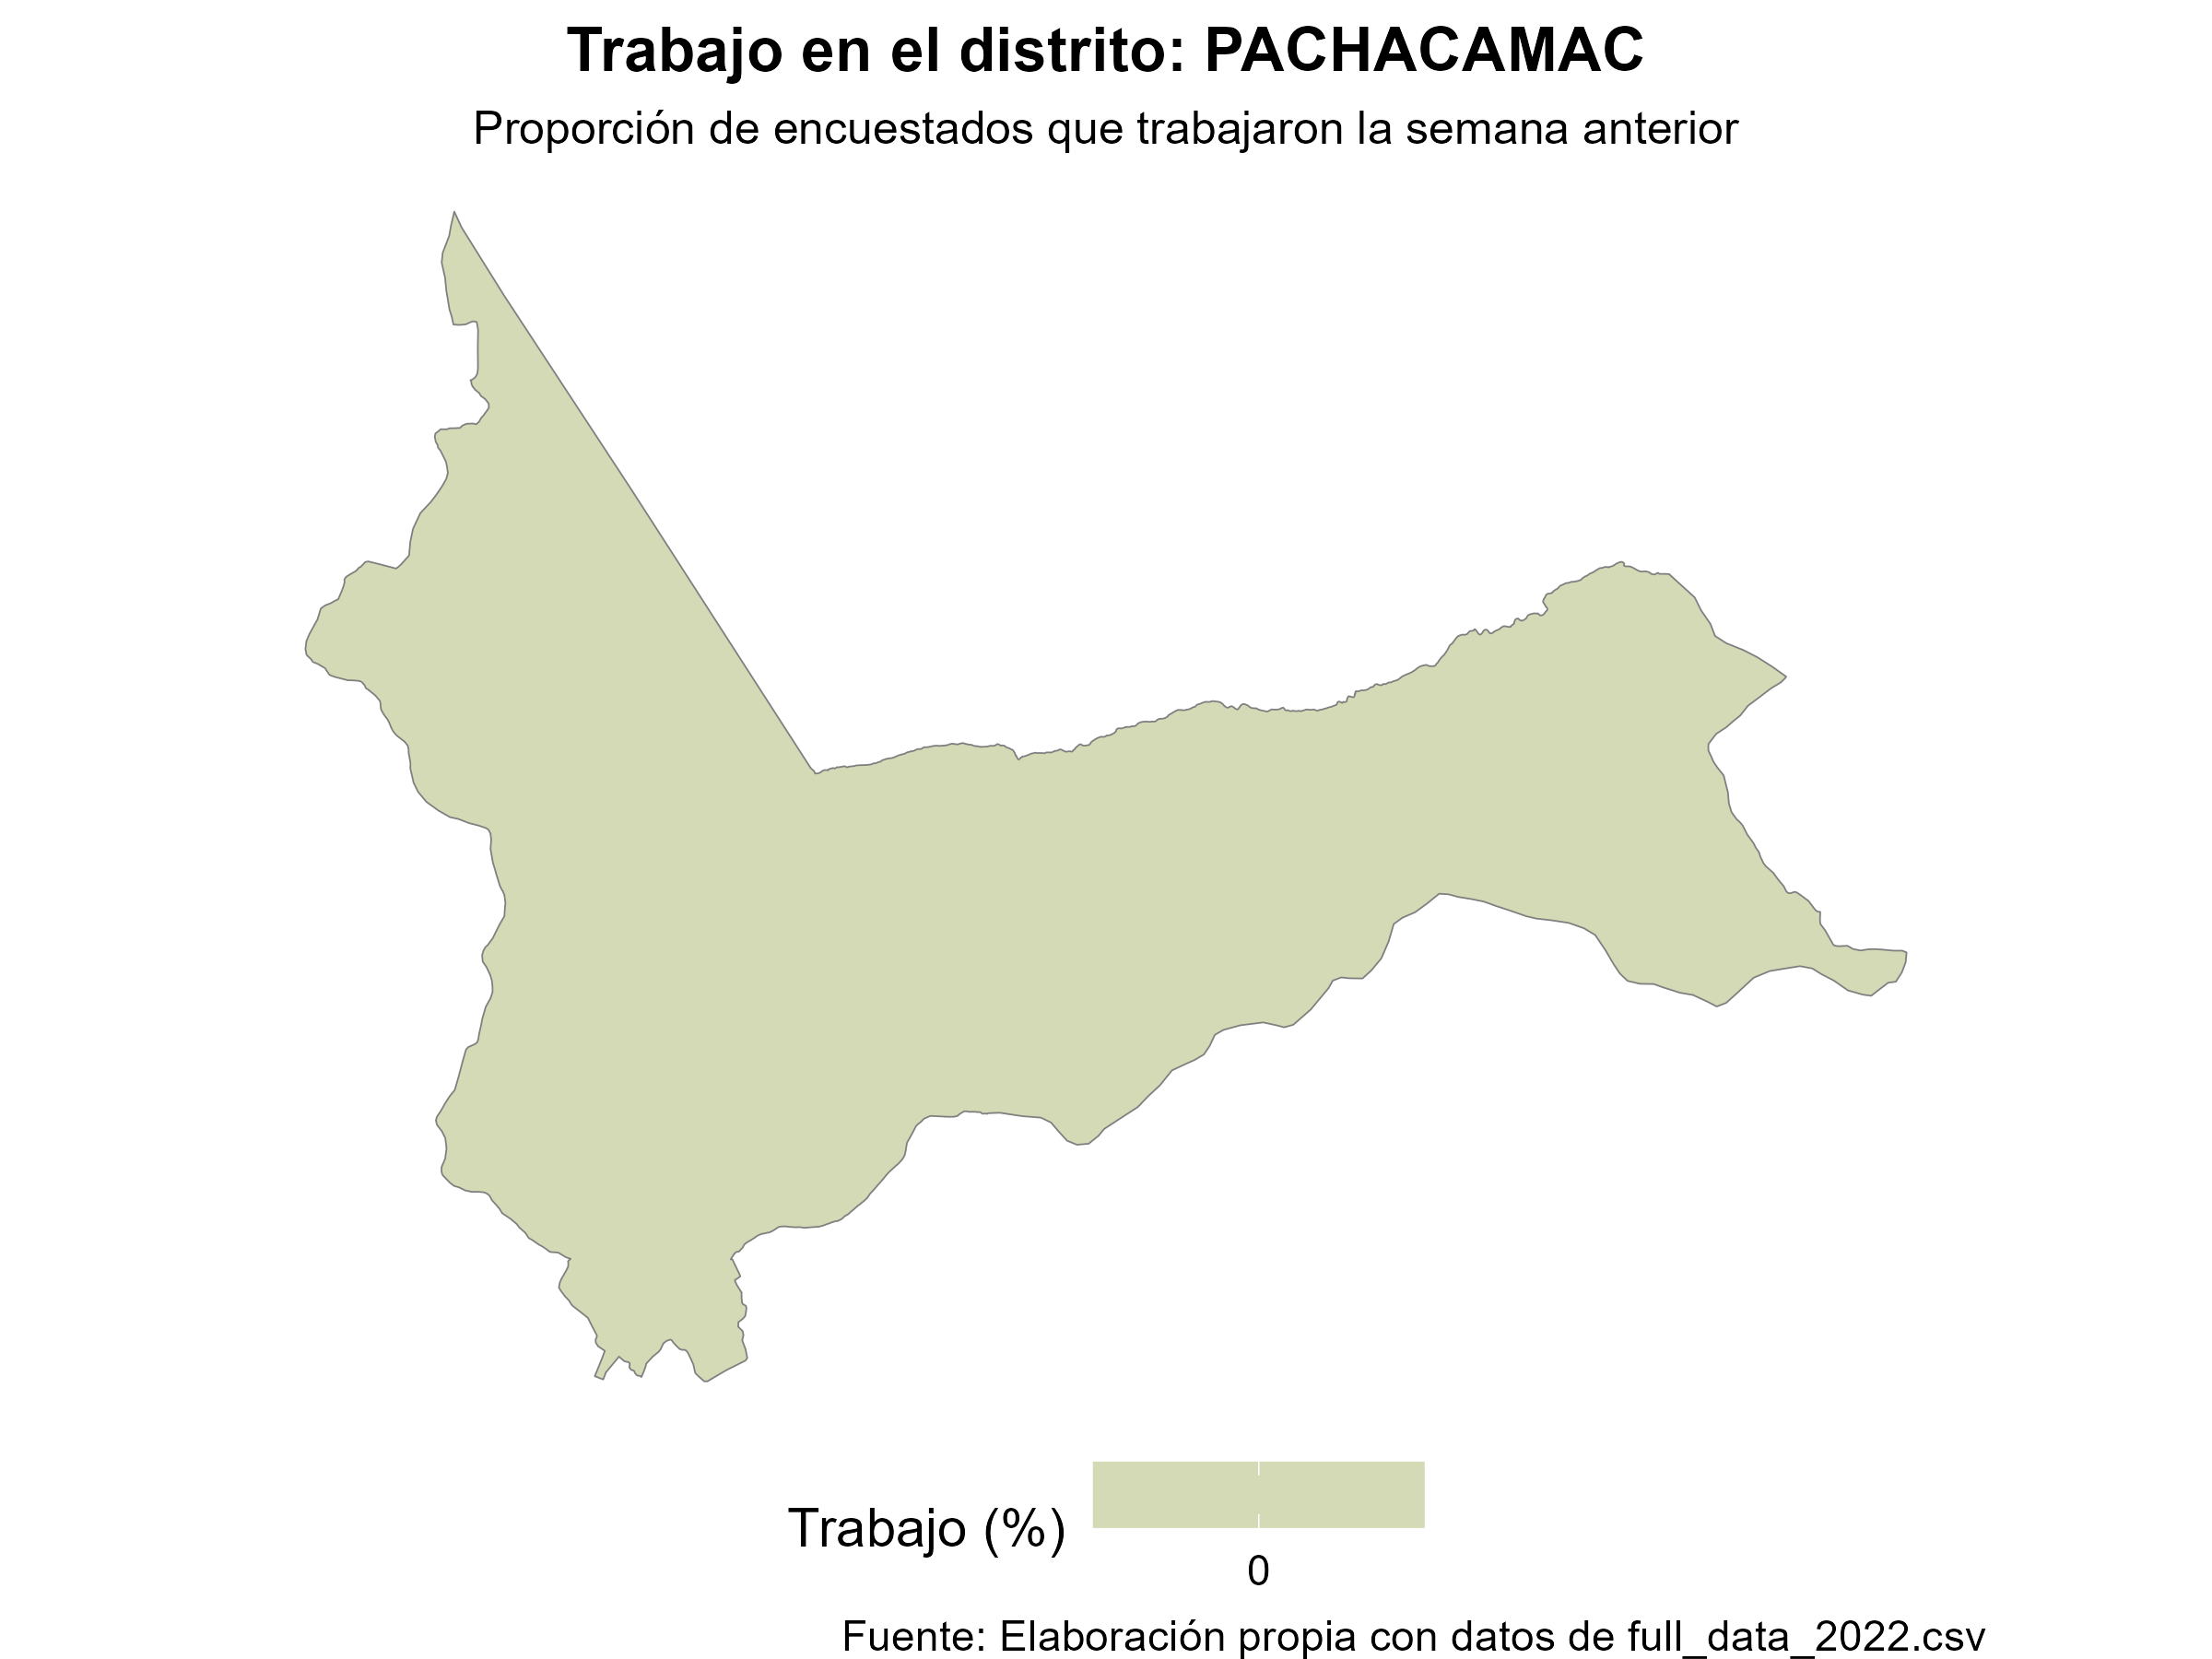 Trabajo en el distrito: PACHACAMAC
Proporción de encuestados que trabajaron la semana anterior
Trabajo (%)
0
Fuente: Elaboración propia con datos de full_data_2022.csv